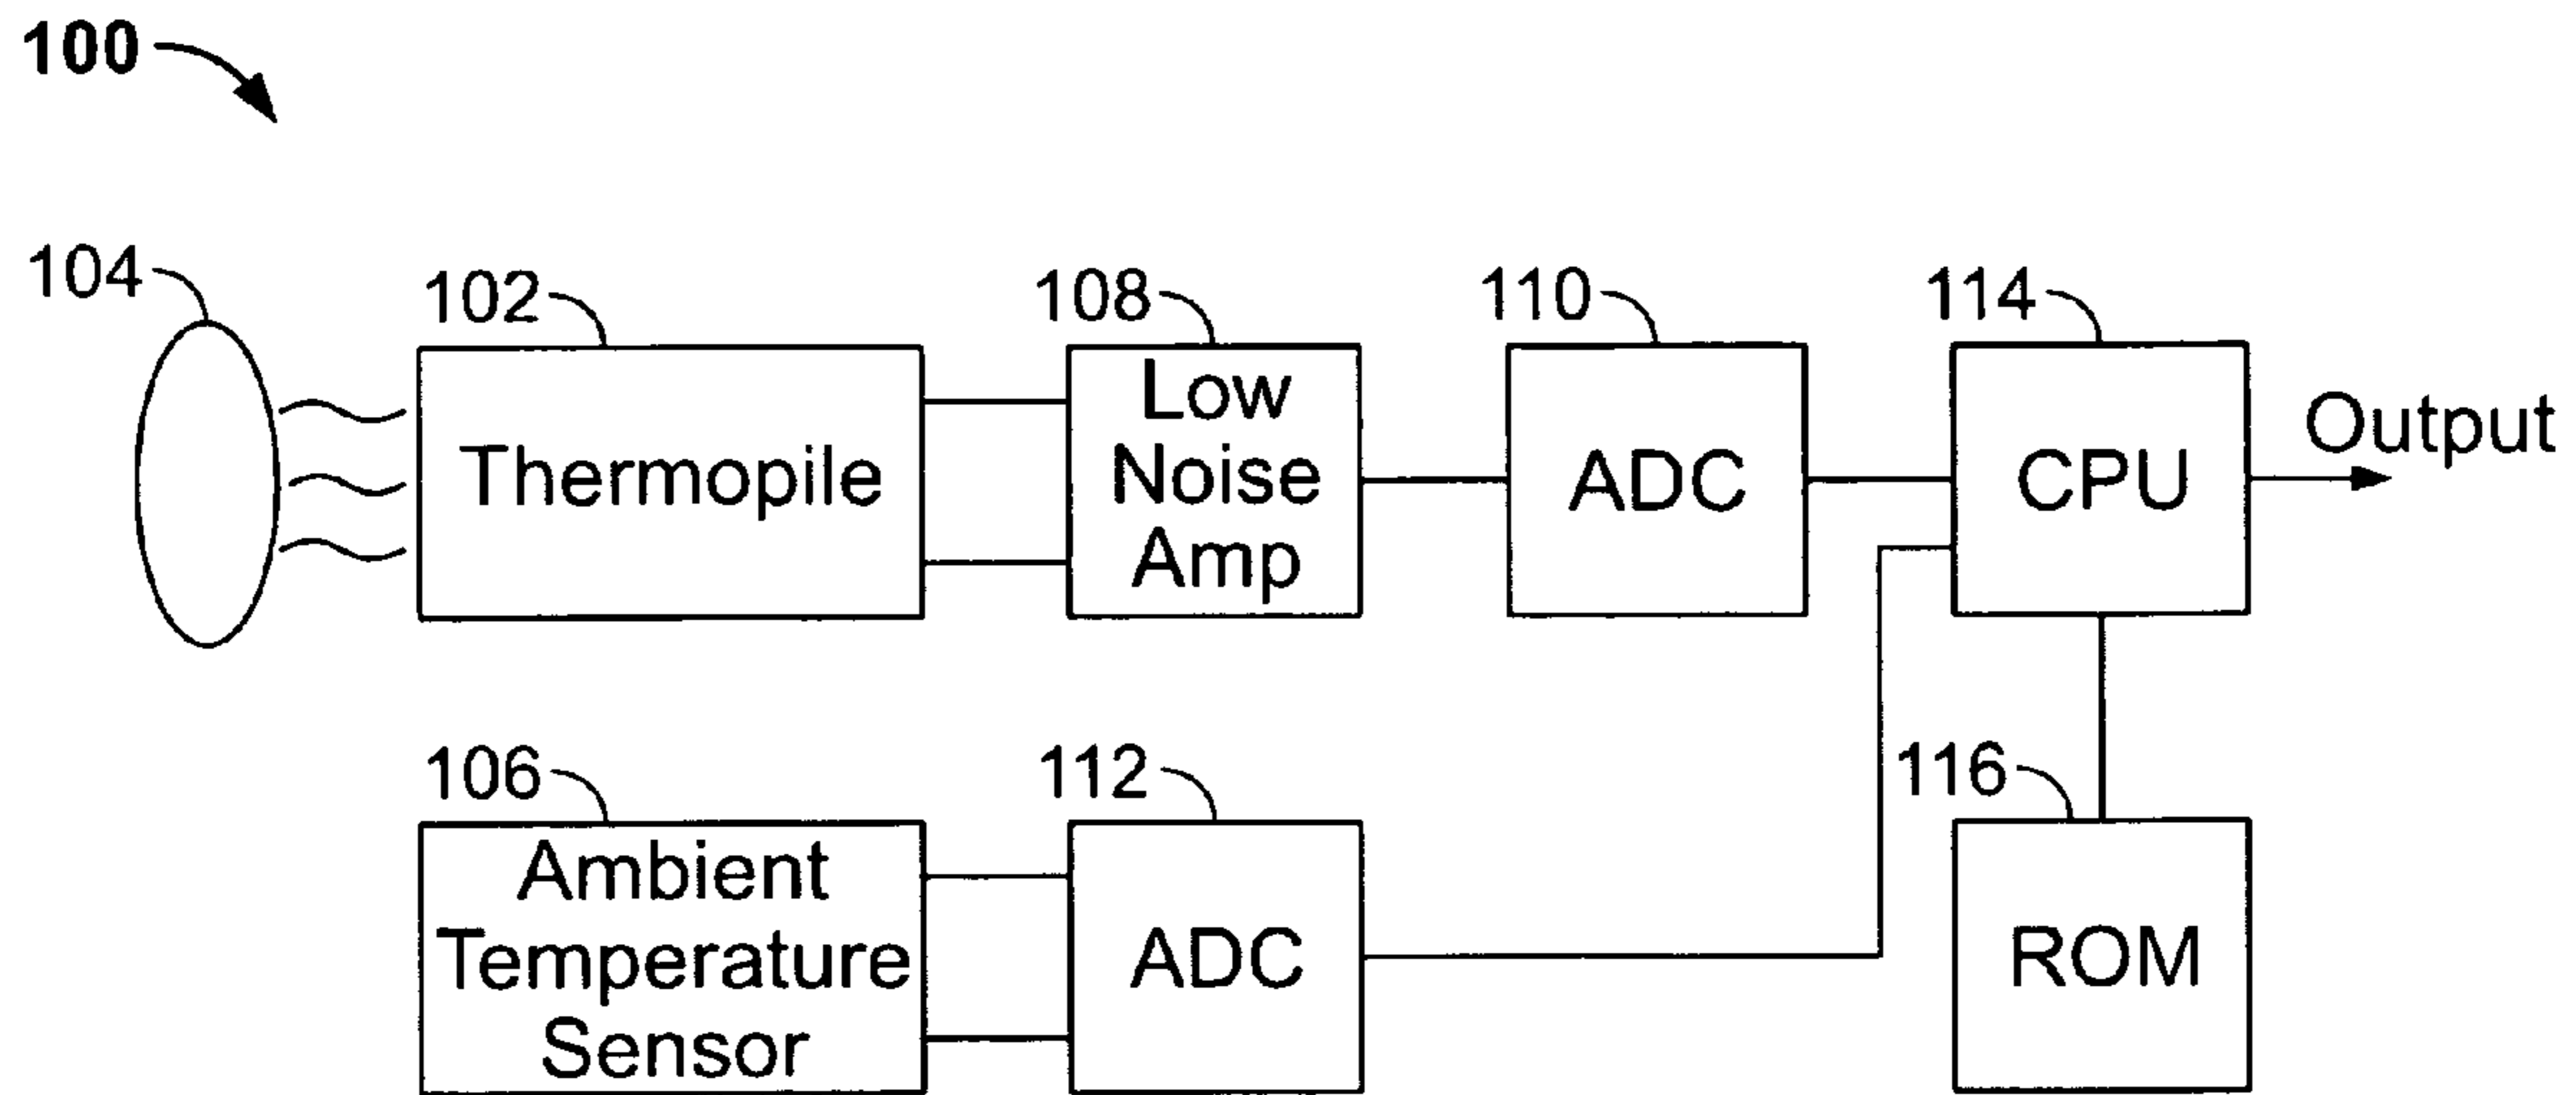 100
104
102
108
110
114
Thermopile
Low
Noise
Amp
ADC
CPU
Output
106
112
116
Ambient
Temperature
Sensor
ADC
ROM